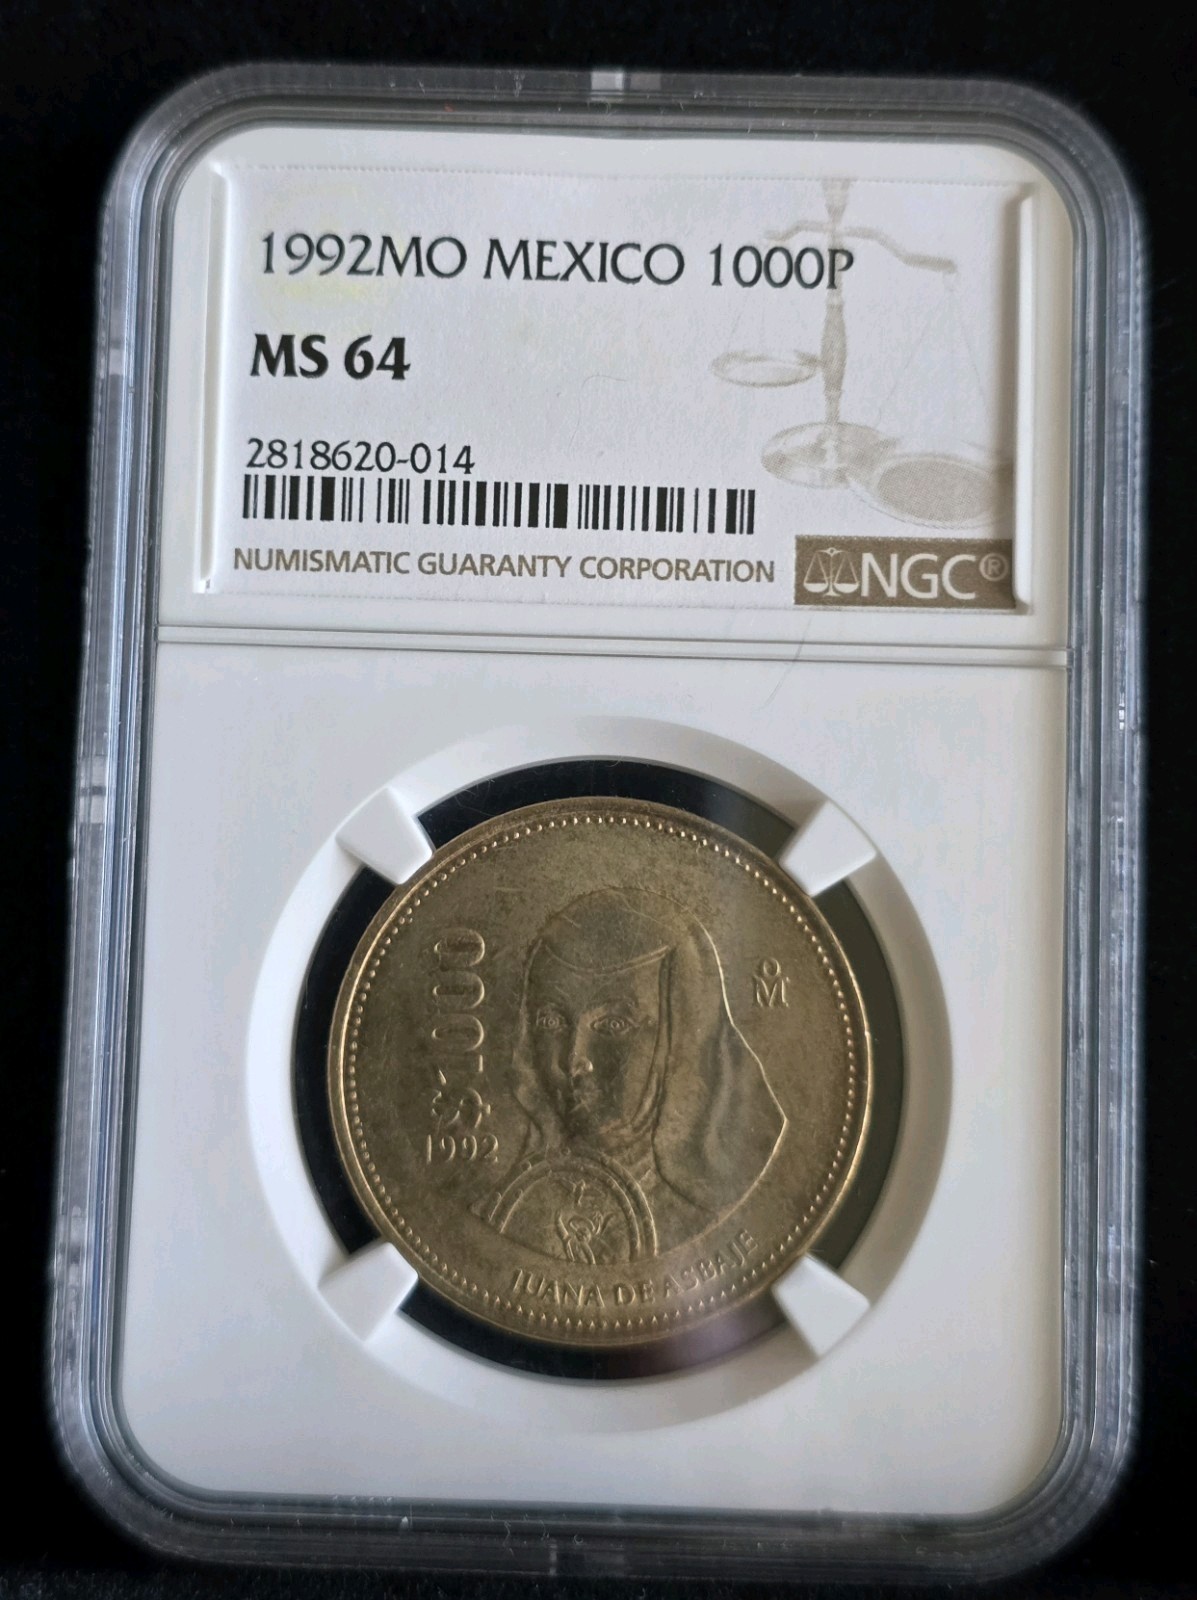 1992MO MEXICO 1000P
MS 64
2818620-014
NUMISMATIC GUARANTY CORPORATION
NGC®
$1000
1992
M
JUANA DE ASBAJE